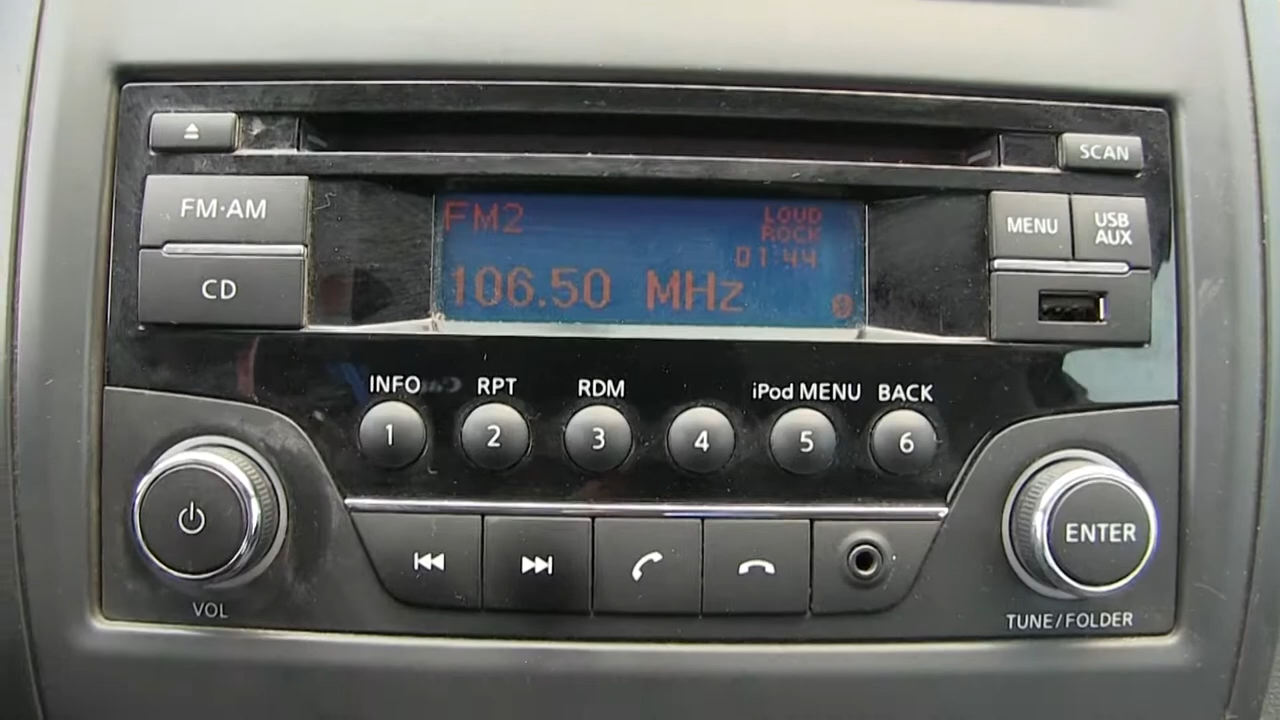 SCAN
FM·AM
CD
FM2
LOUD
ROCK
01:44
106.50 MHz
MENU
USB
AUX
INFO RPT RDM iPod MENU BACK
1 2 3 4 5 6
ENTER
VOL
TUNE/FOLDER